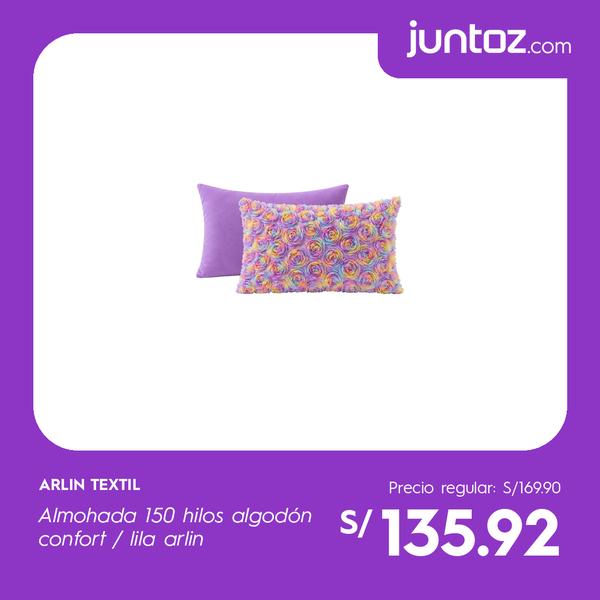 juntoz.com
ARLIN TEXTIL
Almohada 150 hilos algodón
confort / lila arlin
Precio regular: S/169.90
S/135.92